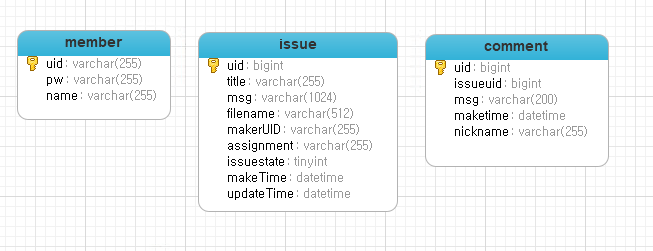 member
uid : varchar(255)
pw : varchar(255)
name : varchar(255)
issue
uid : bigint
title : varchar(255)
msg : varchar(1024)
filename : varchar(512)
makerUID : varchar(255)
assignment : varchar(255)
issuestate : tinyint
makeTime : datetime
updateTime : datetime
comment
uid : bigint
issueuid : bigint
msg : varchar(200)
maketime : datetime
nickname : varchar(255)